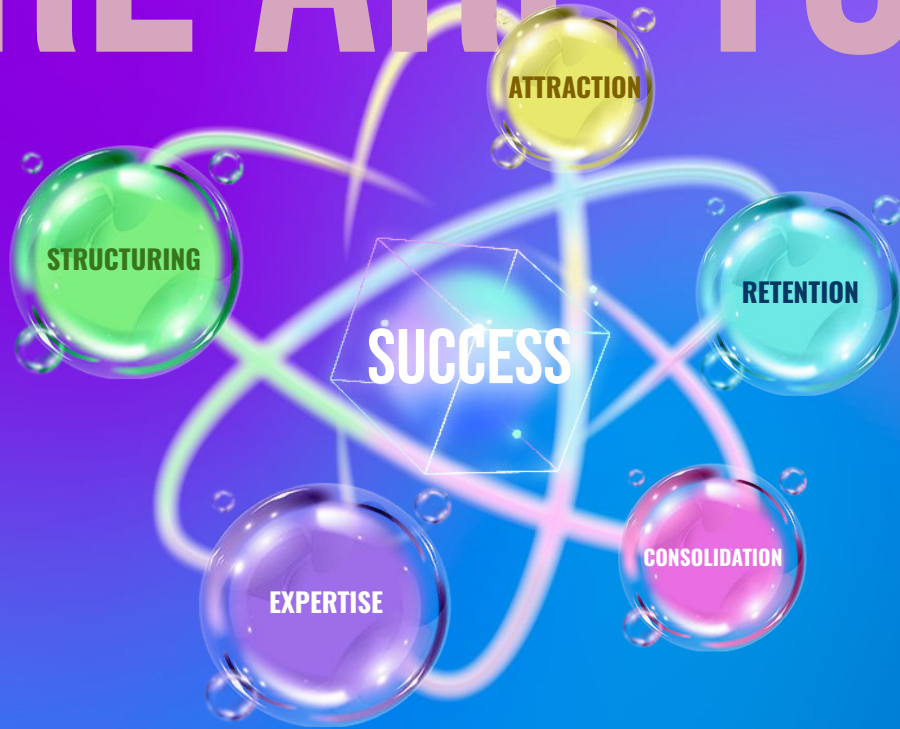 ATTRACTION
STRUCTURING
RETENTION
SUCCESS
CONSOLIDATION
EXPERTISE